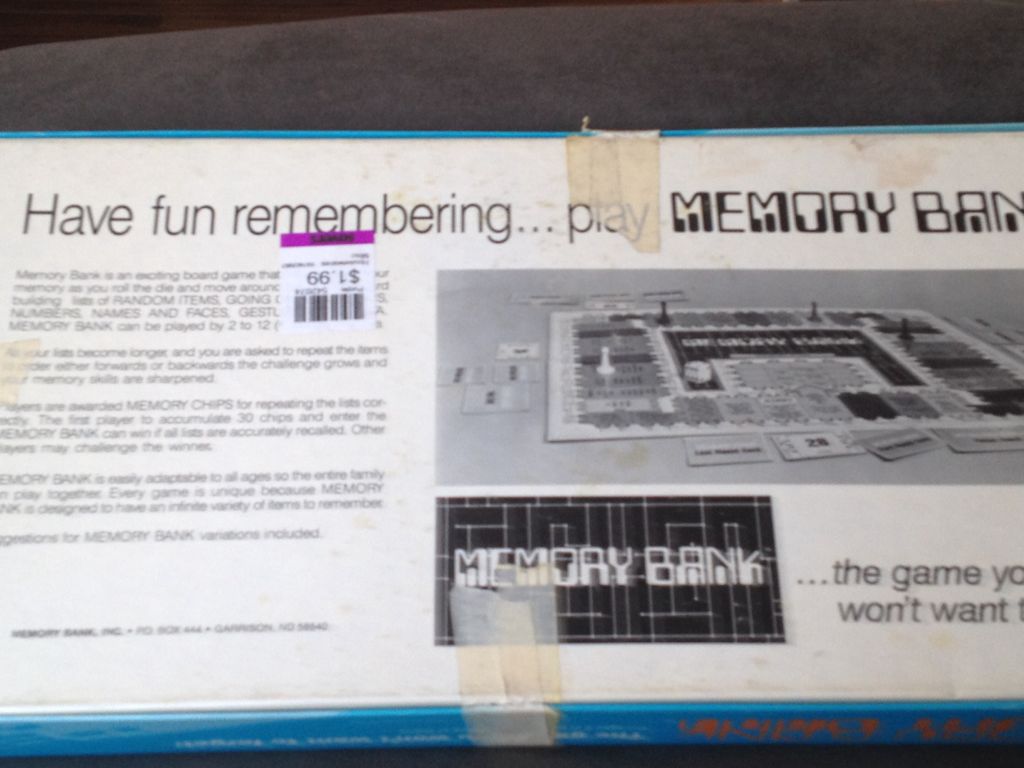 Have fun remembering... play MEMORY BAN
SAVERS
$1.99
Memory Bank is an exciting board game that
memory as you roll the die and move around
building lists of RANDOM ITEMS, GOING
NUMBERS, NAMES AND FACES,
MEMORY BANK can be played by 2 to 12
your lists become longer, and you are asked to repeat the items
order either forwards or backwards the challenge grows and
your memory skills are sharpened.
layers are awarded MEMORY CHIPS for repeating the lists cor-
ectly. The first player to accumulate 30 chips and enter the
MEMORY BANK can win if all lists are accurately recalled. Other
layers may challenge the winner.
EMORY BANK is easily adaptable to all ages so the entire family
n play together. Every game is unique because MEMORY
NK is designed to have an infinite variety of items to remember.
ggestions for MEMORY BANK variations included.
MEMORY BANK, INC. • P.O. BOX 444 • GARRISON, ND 58540
28
MEMORY BANK
...the game yo
won't want t